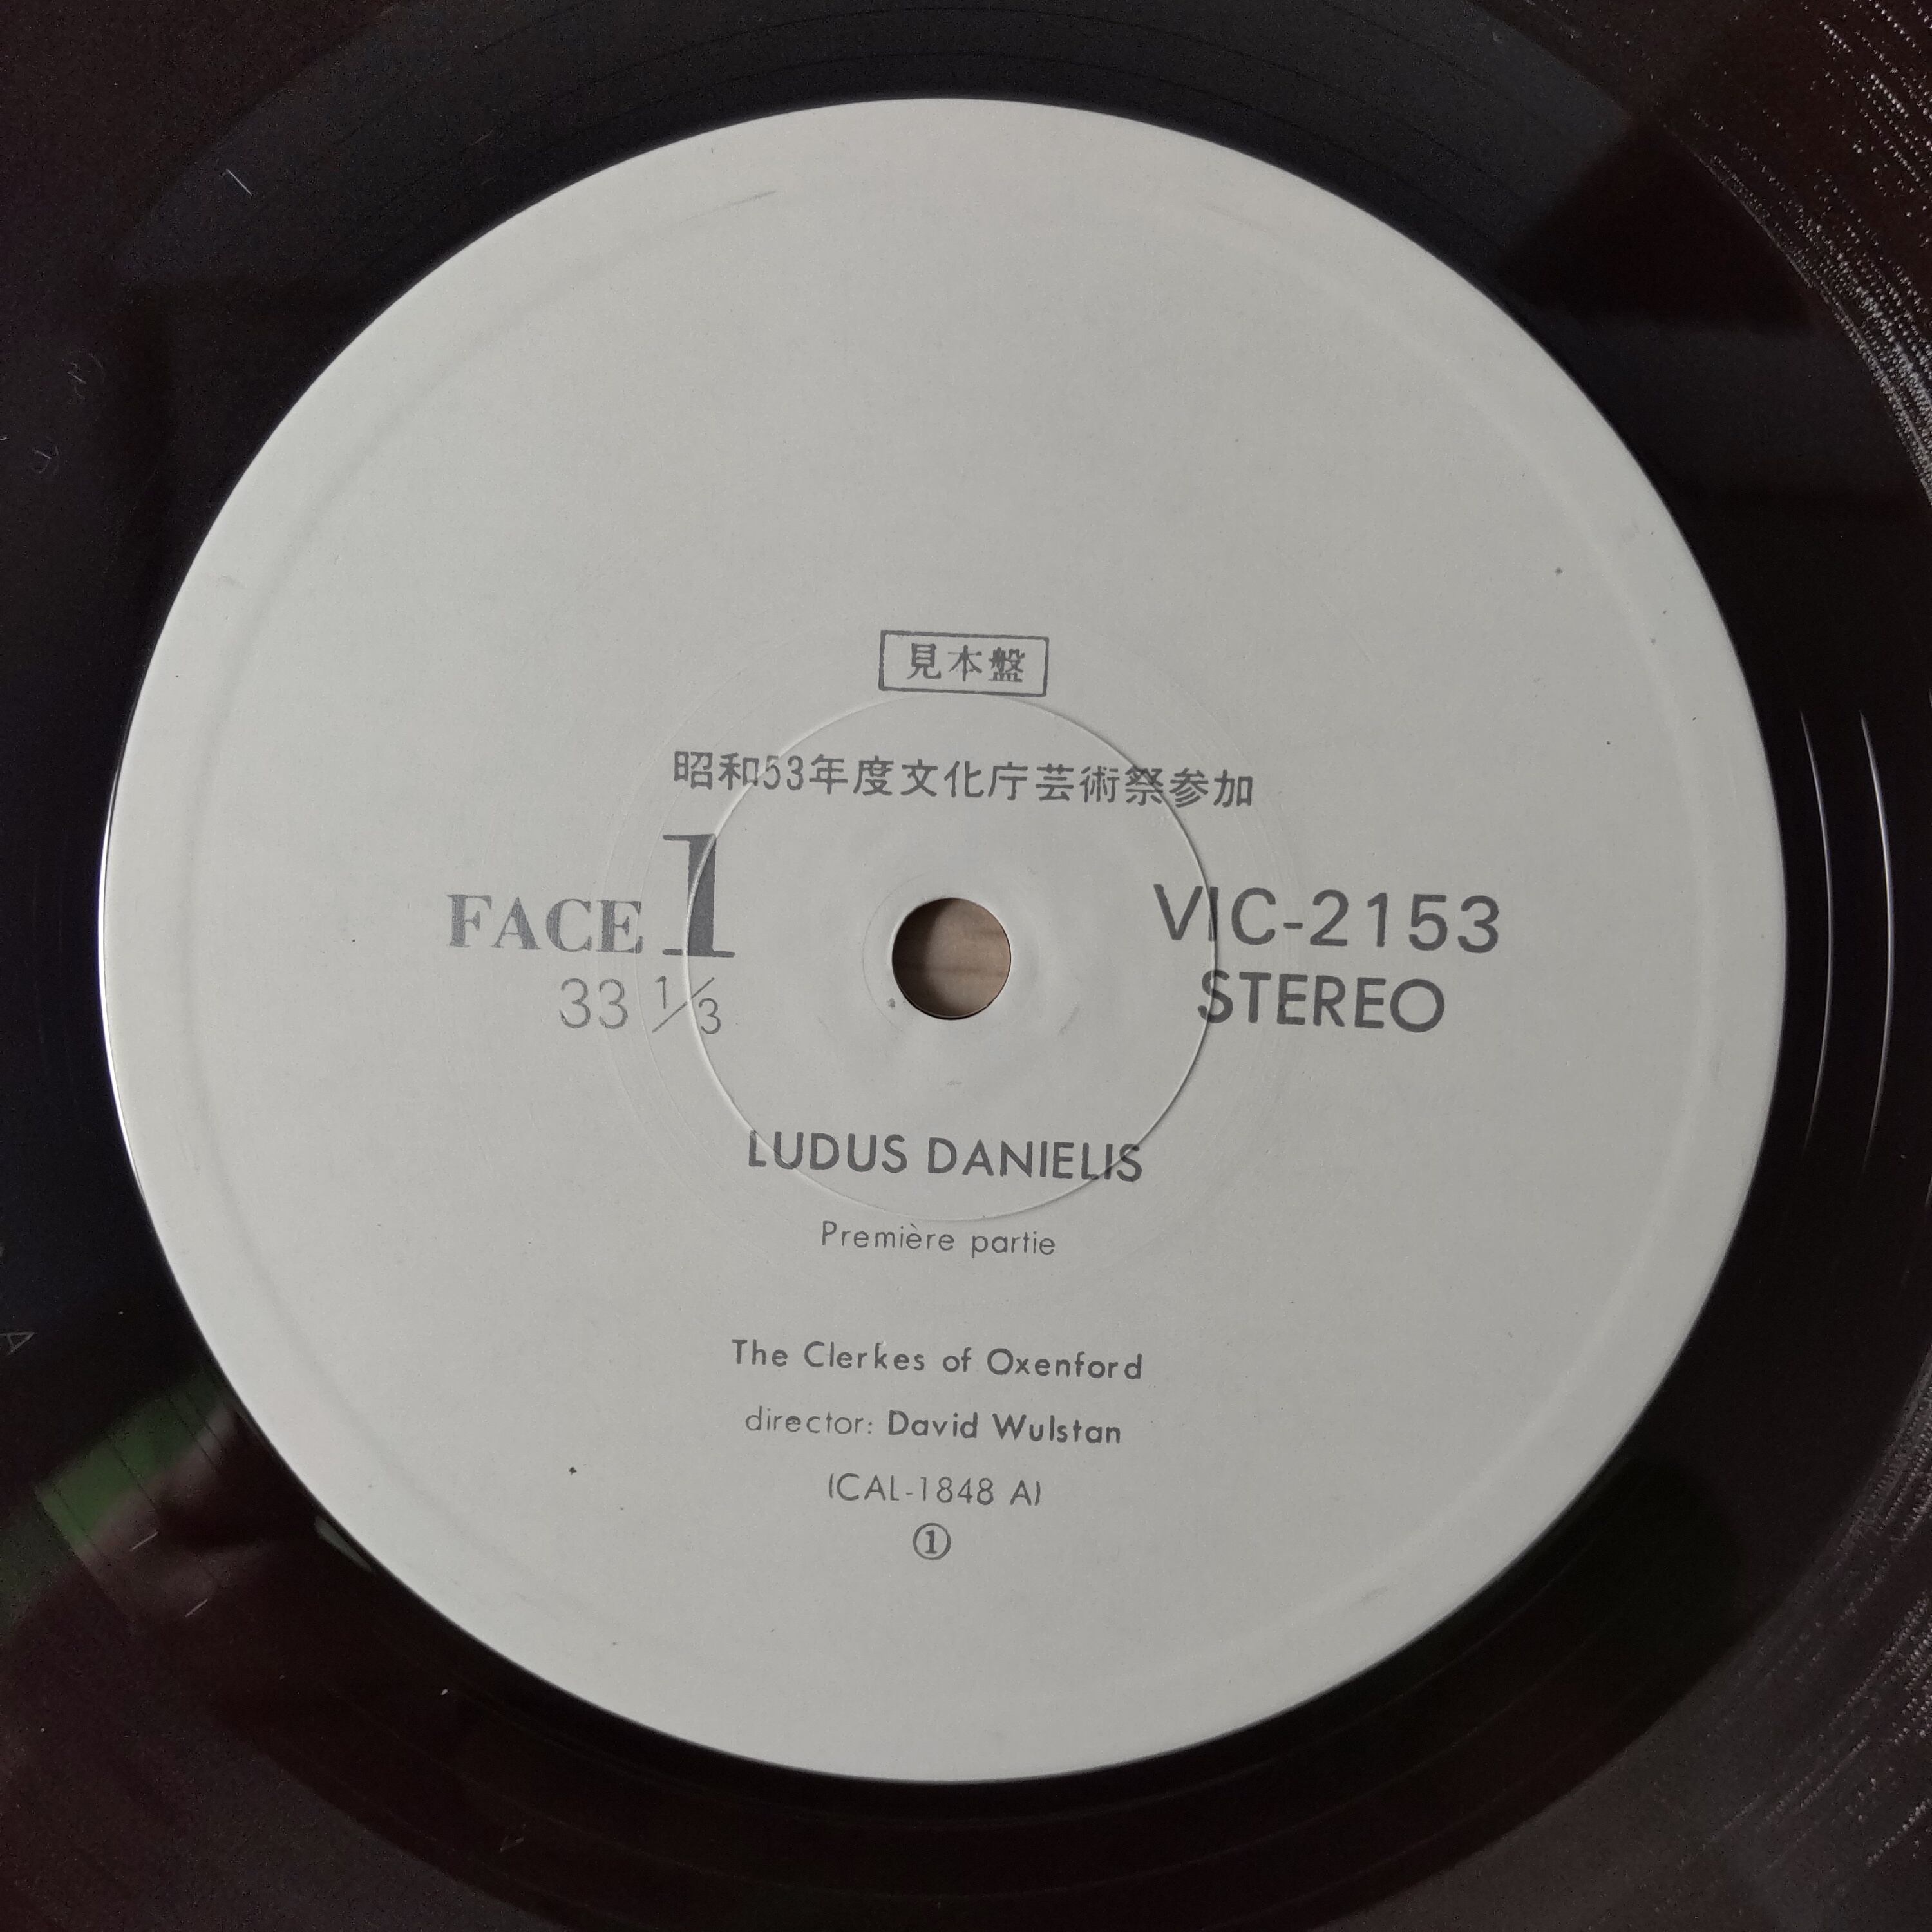 見本盤
昭和53年度文化庁芸術祭参加
FACE 1
33 1/3
VIC-2153
STEREO
LUDUS DANIELIS
Première partie
The Clerkes of Oxenford
director: David Wulstan
(CAL-1848 A)
①